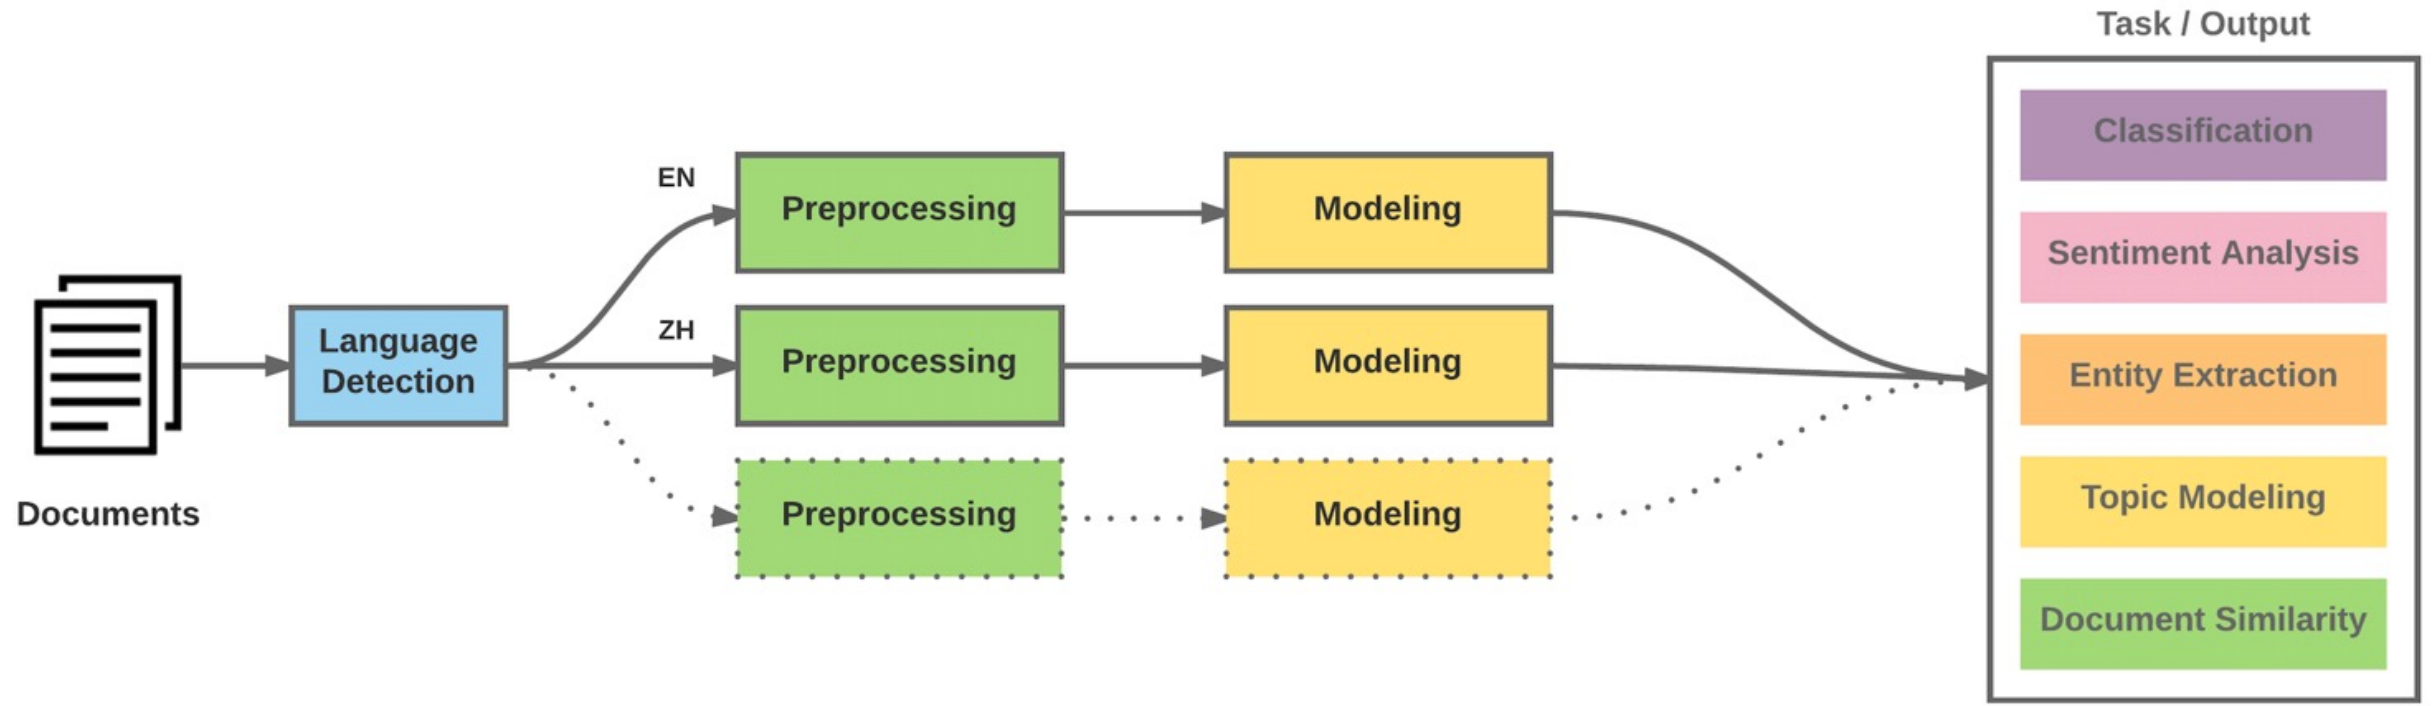 Task / Output
Classification
EN
Preprocessing
Modeling
Sentiment Analysis
Language
Detection
ZH
Preprocessing
Modeling
Entity Extraction
Documents
Preprocessing
Modeling
Topic Modeling
Document Similarity